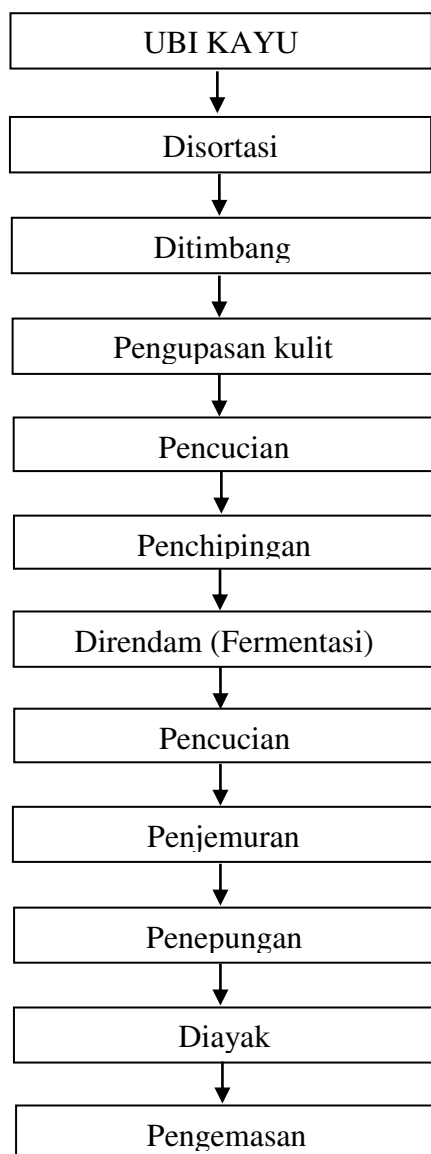 UBI KAYU
Disortasi
Ditimbang
Pengupasan kulit
Pencucian
Penchipingan
Direndam (Fermentasi)
Pencucian
Penjemuran
Penepungan
Diayak
Pengemasan